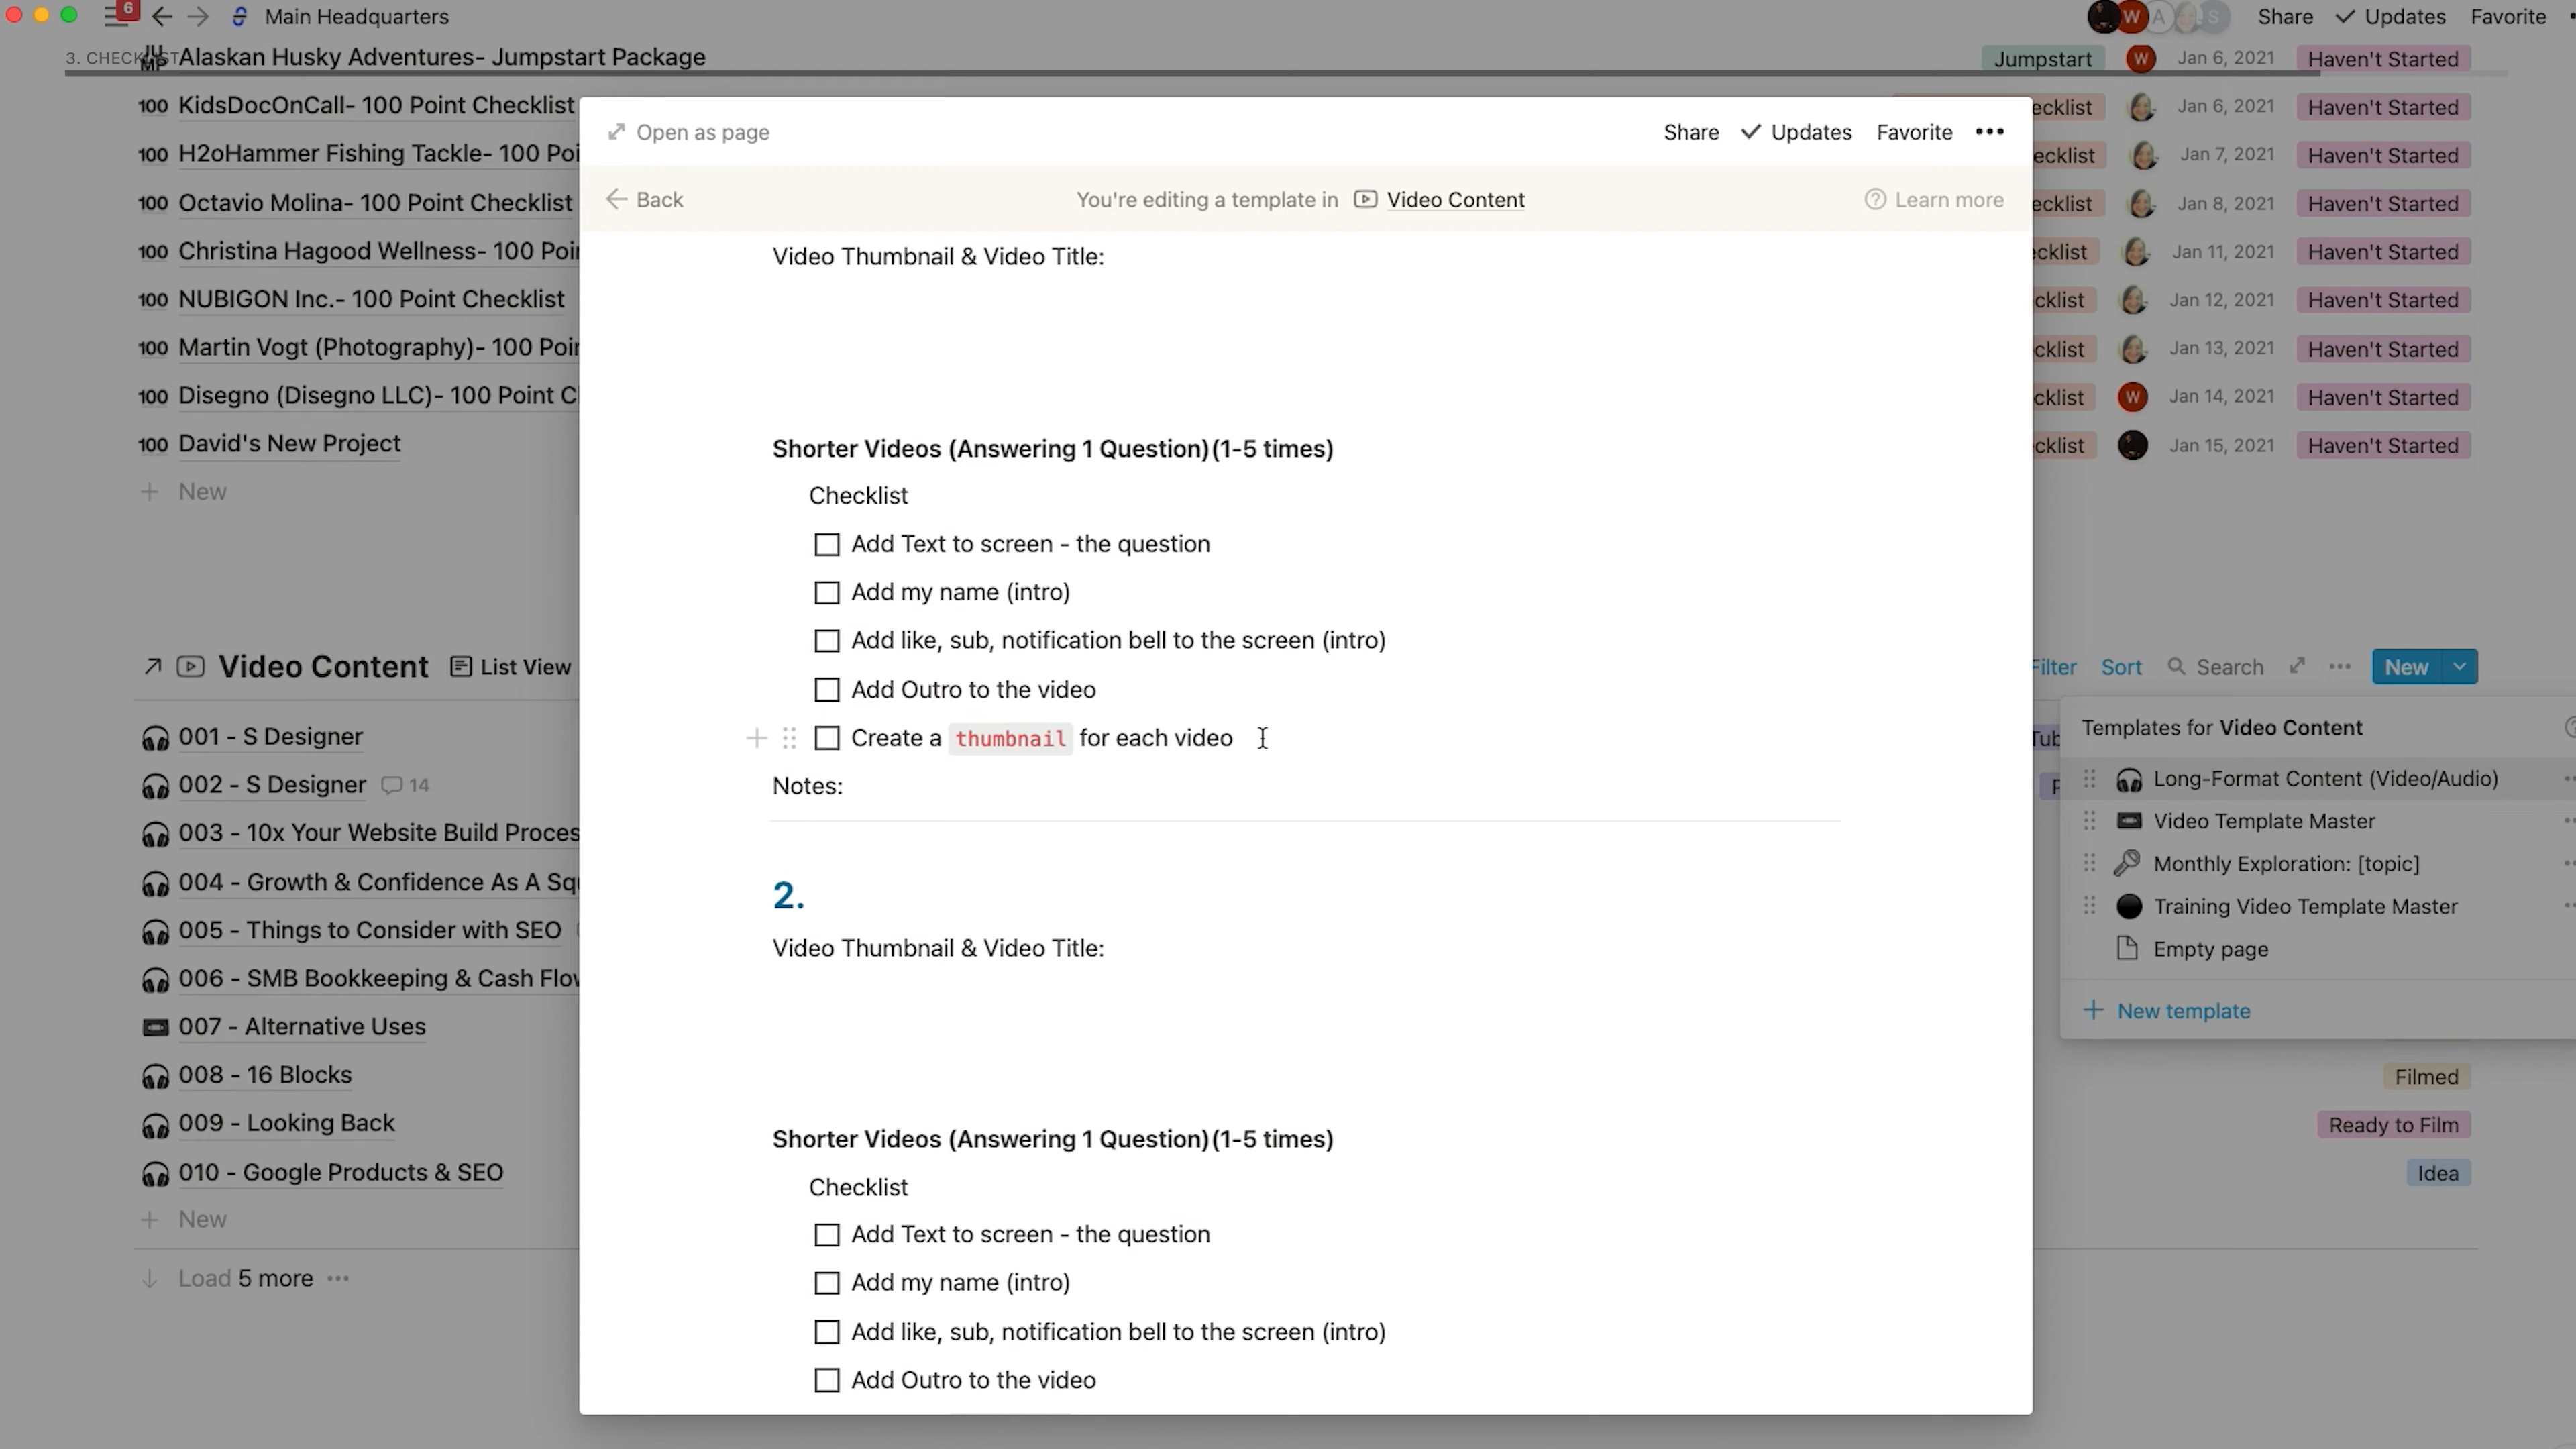 6 Main Headquarters
W A S Share Updates Favorite
3. CHECKLIST
Alaskan Husky Adventures- Jumpstart Package Jumpstart W Jan 6, 2021 Haven't Started
100 KidsDocOnCall- 100 Point Checklist ecklist Jan 6, 2021 Haven't Started
100 H2oHammer Fishing Tackle- 100 Poi ecklist Jan 7, 2021 Haven't Started
100 Octavio Molina- 100 Point Checklist ecklist Jan 8, 2021 Haven't Started
100 Christina Hagood Wellness- 100 Poin cklist Jan 11, 2021 Haven't Started
100 NUBIGON Inc.- 100 Point Checklist cklist Jan 12, 2021 Haven't Started
100 Martin Vogt (Photography)- 100 Poin cklist Jan 13, 2021 Haven't Started
100 Disegno (Disegno LLC)- 100 Point C cklist W Jan 14, 2021 Haven't Started
100 David's New Project cklist Jan 15, 2021 Haven't Started
New
Open as page Share Updates Favorite
Back You're editing a template in Video Content Learn more
Video Thumbnail & Video Title:
Shorter Videos (Answering 1 Question)(1-5 times)
Checklist
Add Text to screen - the question
Add my name (intro)
Add like, sub, notification bell to the screen (intro)
Add Outro to the video
Create a thumbnail for each video
Notes:
2.
Video Thumbnail & Video Title:
Shorter Videos (Answering 1 Question)(1-5 times)
Checklist
Add Text to screen - the question
Add my name (intro)
Add like, sub, notification bell to the screen (intro)
Add Outro to the video
Video Content List View
Filter Sort Search New
001 - S Designer
002 - S Designer 14
003 - 10x Your Website Build Proces
004 - Growth & Confidence As A Squ
005 - Things to Consider with SEO
006 - SMB Bookkeeping & Cash Flow
007 - Alternative Uses
008 - 16 Blocks
009 - Looking Back
010 - Google Products & SEO
New
Load 5 more
Templates for Video Content
Long-Format Content (Video/Audio)
Video Template Master
Monthly Exploration: [topic]
Training Video Template Master
Empty page
New template
Filmed
Ready to Film
Idea